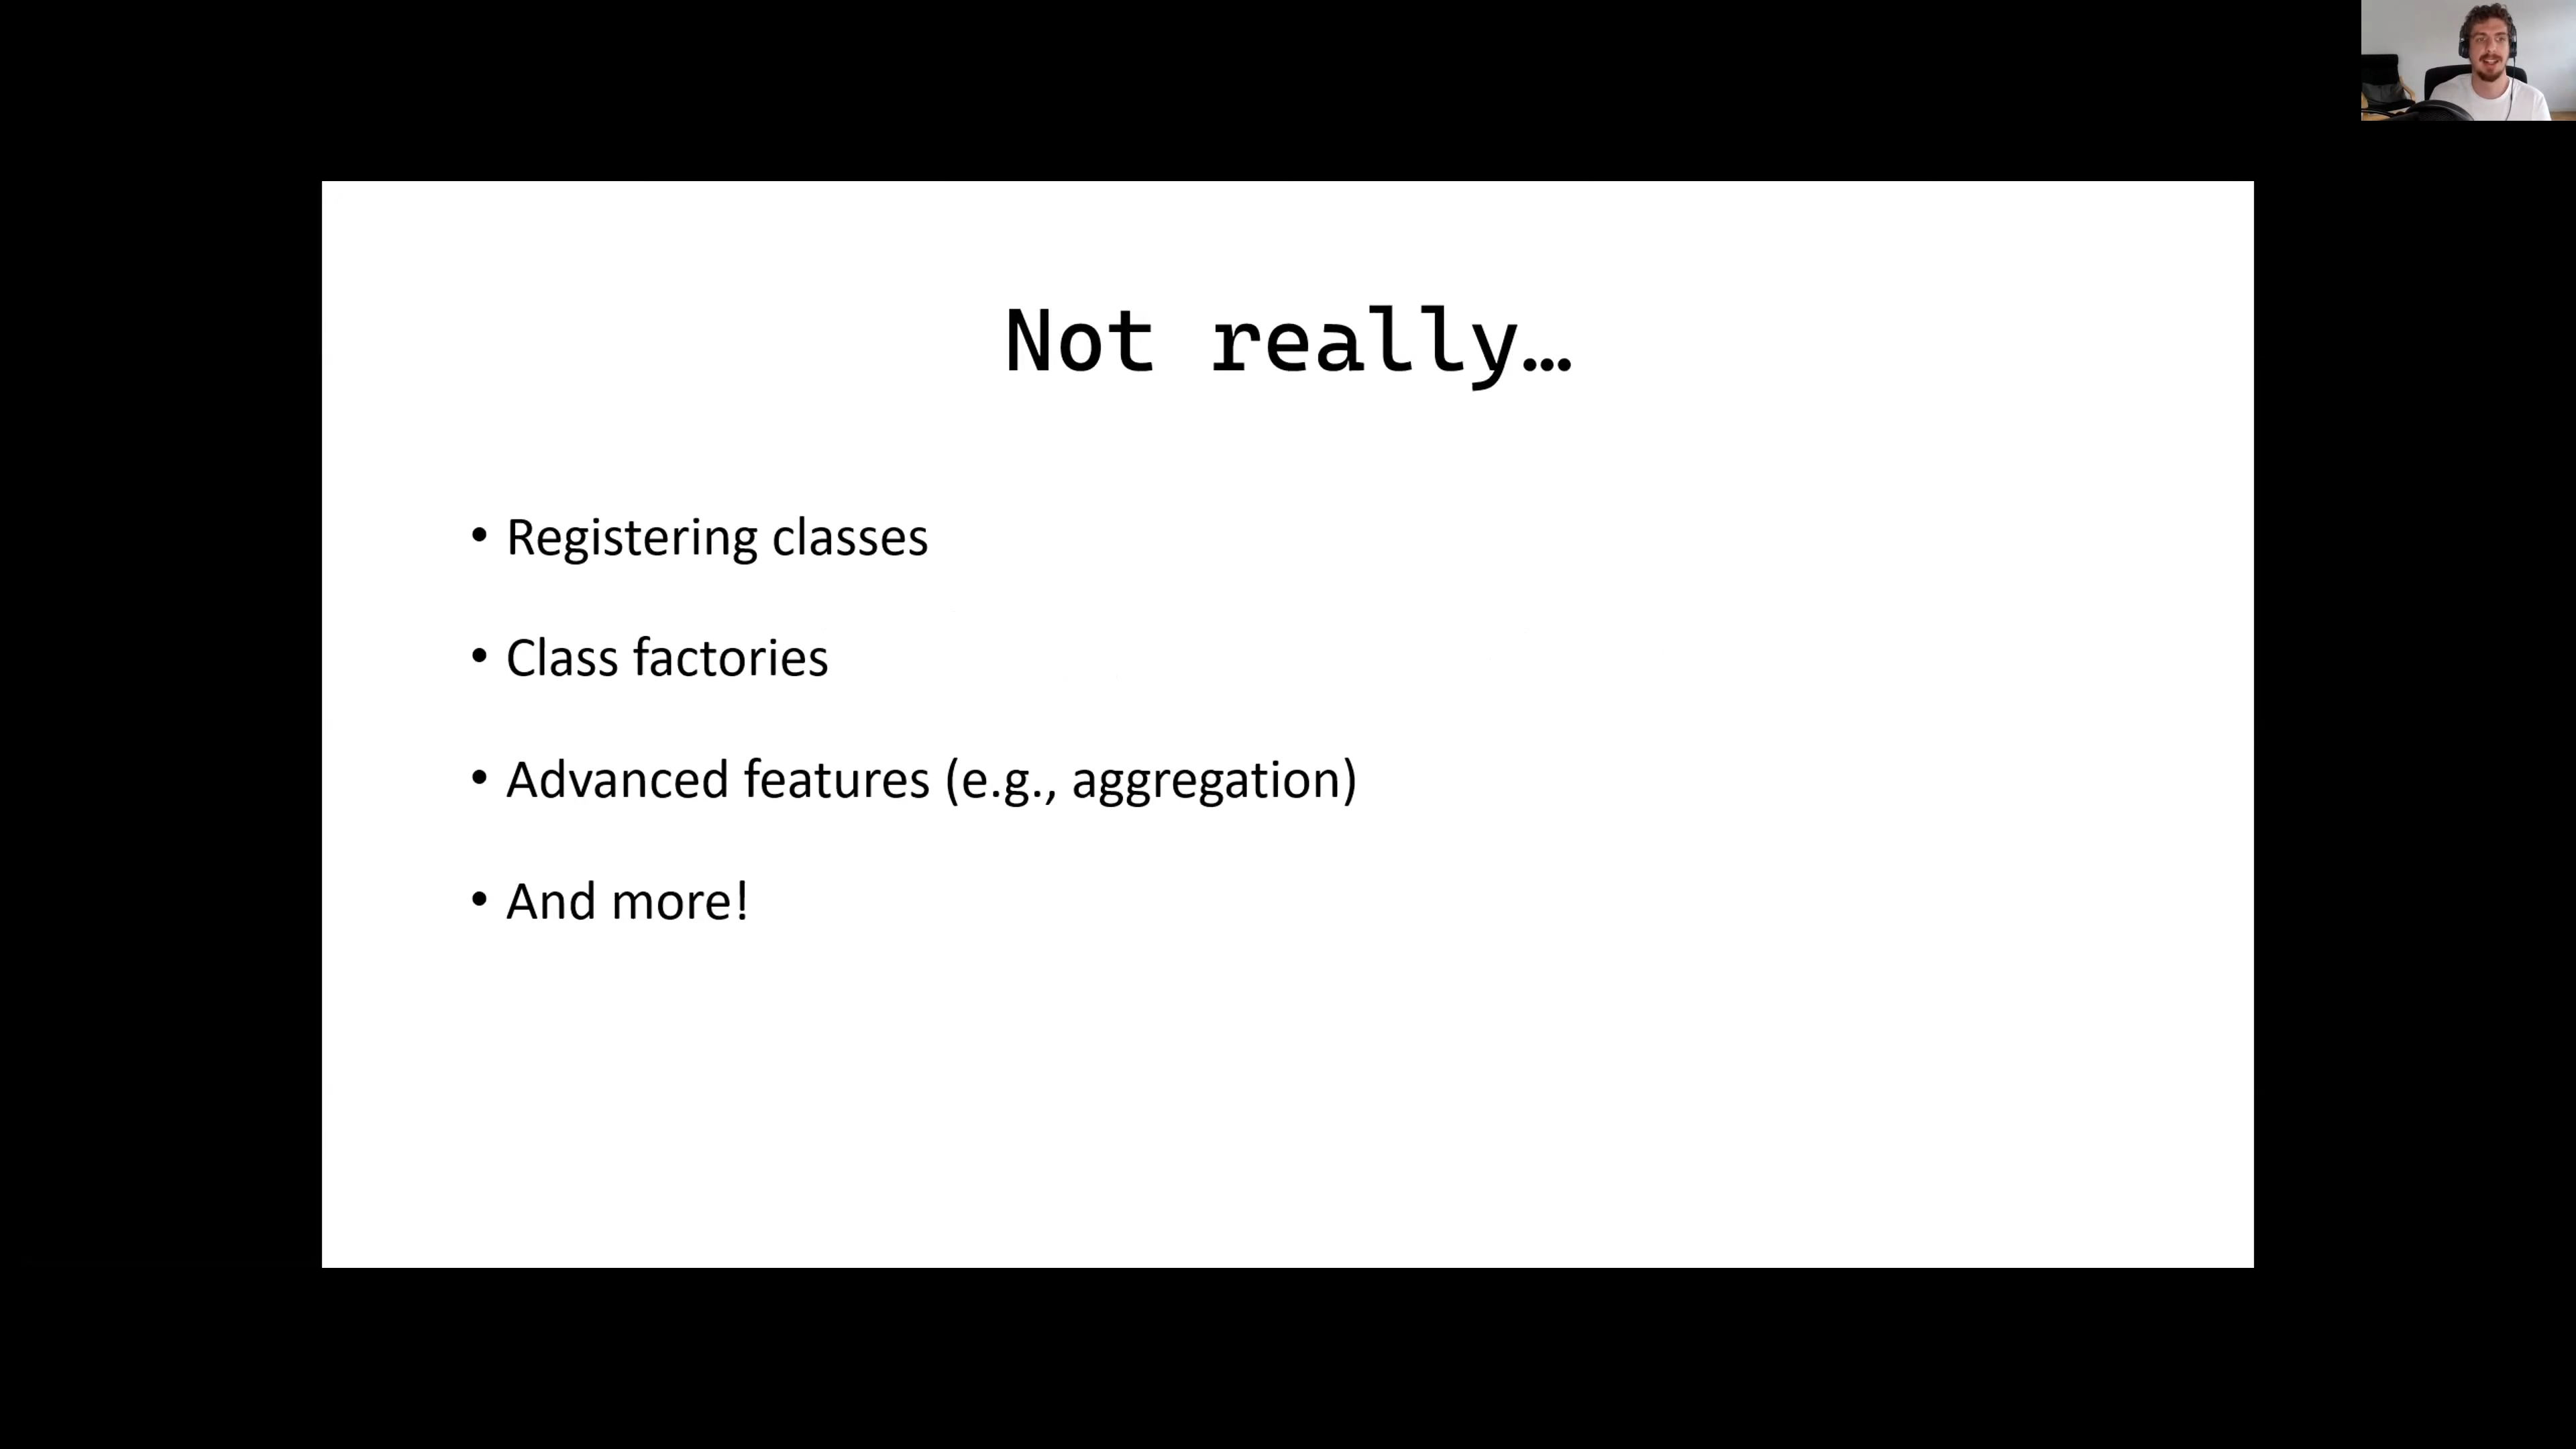 Not really…
• Registering classes
• Class factories
• Advanced features (e.g., aggregation)
• And more!